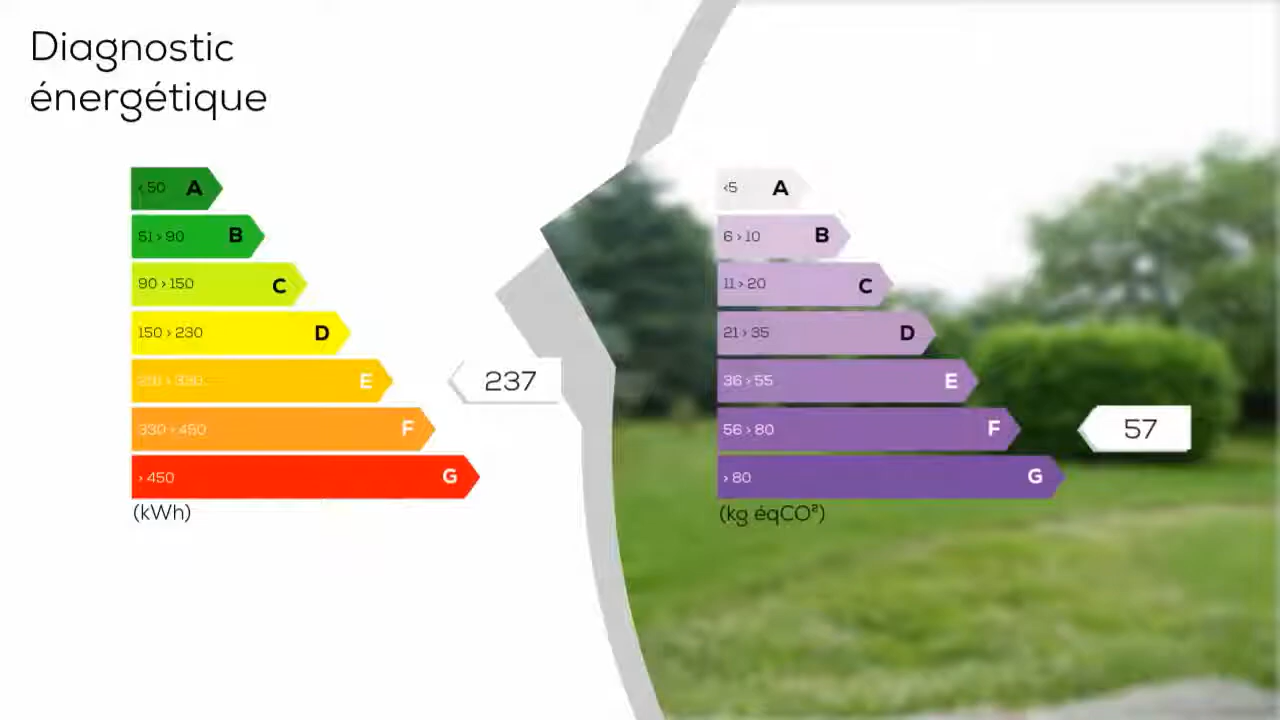 Diagnostic
énergétique
< 50 A
51 > 90 B
90 > 150 C
150 > 230 D
E
237
330 > 450 F
> 450 G
(kWh)
<5 A
6 > 10 B
11 > 20 C
21 > 35 D
36 > 55 E
56 > 80 F
57
> 80 G
(kg éqCO²)